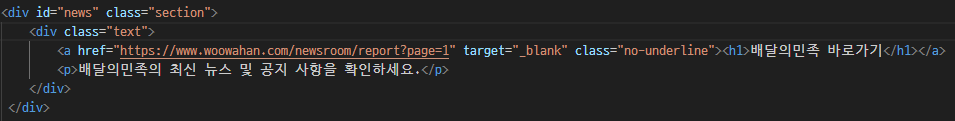 <div id="news" class="section">
<div class="text">
<a href="https://www.woowahan.com/newsroom/report?page=1" target="_blank" class="no-underline"><h1>배달의민족 바로가기</h1></a>
<p>배달의민족의 최신 뉴스 및 공지 사항을 확인하세요.</p>
</div>
</div>